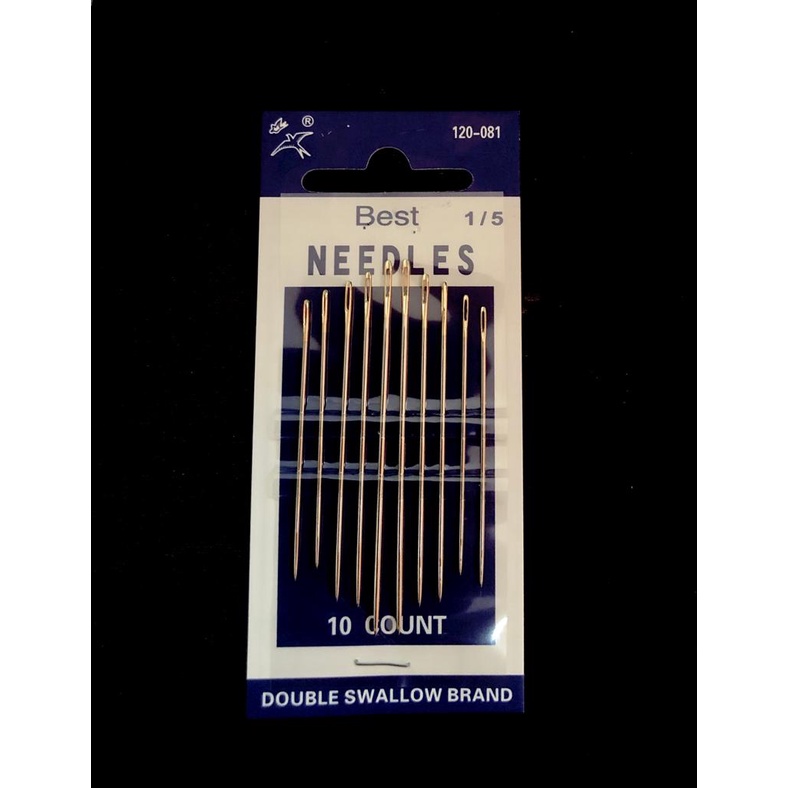 ®
120-081
Best 1/5
NEEDLES
10 COUNT
DOUBLE SWALLOW BRAND